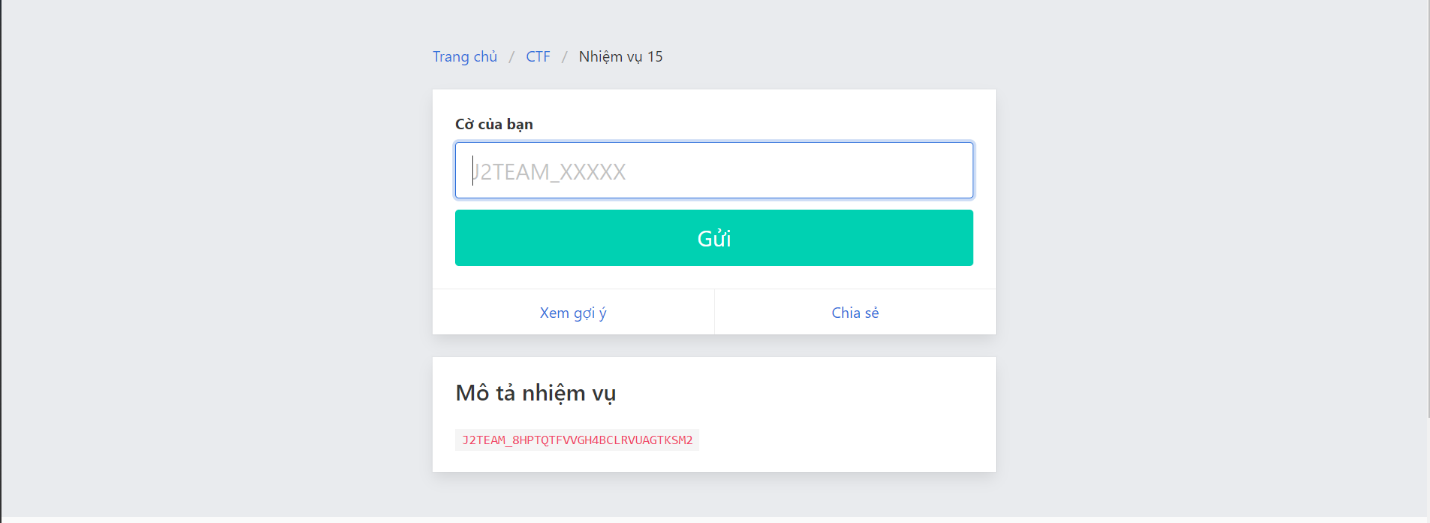 Trang chủ / CTF / Nhiệm vụ 15
Cờ của bạn
J2TEAM_XXXXX
Gửi
Xem gợi ý
Chia sẻ
Mô tả nhiệm vụ
J2TEAM_8HPTQTFVVGH4BCLRVUAGTKSM2